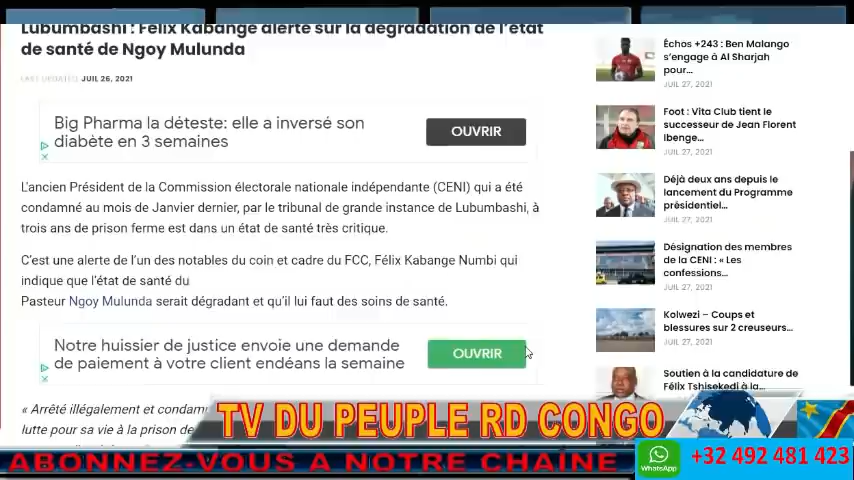 Lubumbashi : Félix Kabange alerte sur la dégradation de l'état
de santé de Ngoy Mulunda
LAST UPDATED JUIL 26, 2021
Big Pharma la déteste: elle a inversé son
diabète en 3 semaines
OUVRIR
L'ancien Président de la Commission électorale nationale indépendante (CENI) qui a été
condamné au mois de Janvier dernier, par le tribunal de grande instance de Lubumbashi, à
trois ans de prison ferme est dans un état de santé très critique.
C'est une alerte de l'un des notables du coin et cadre du FCC, Félix Kabange Numbi qui
indique que l'état de santé du
Pasteur Ngoy Mulunda serait dégradant et qu'il lui faut des soins de santé.
Notre huissier de justice envoie une demande
de paiement à votre client endéans la semaine
OUVRIR
« Arrêté illégalement et condam
lutte pour sa vie à la prison de
Échos +243 : Ben Malango
s'engage à Al Sharjah
pour...
JUIL 27, 2021
Foot : Vita Club tient le
successeur de Jean Florent
Ibenge...
JUIL 27, 2021
Déjà deux ans depuis le
lancement du Programme
présidentiel...
JUIL 27, 2021
Désignation des membres
de la CENI : « Les
confessions...
JUIL 27, 2021
Kolwezi – Coups et
blessures sur 2 creuseurs...
JUIL 27, 2021
Soutien à la candidature de
Félix Tshisekedi à la...
TV DU PEUPLE RD CONGO
ABONNEZ-VOUS A NOTRE CHAINE
WhatsApp
+32 492 481 423